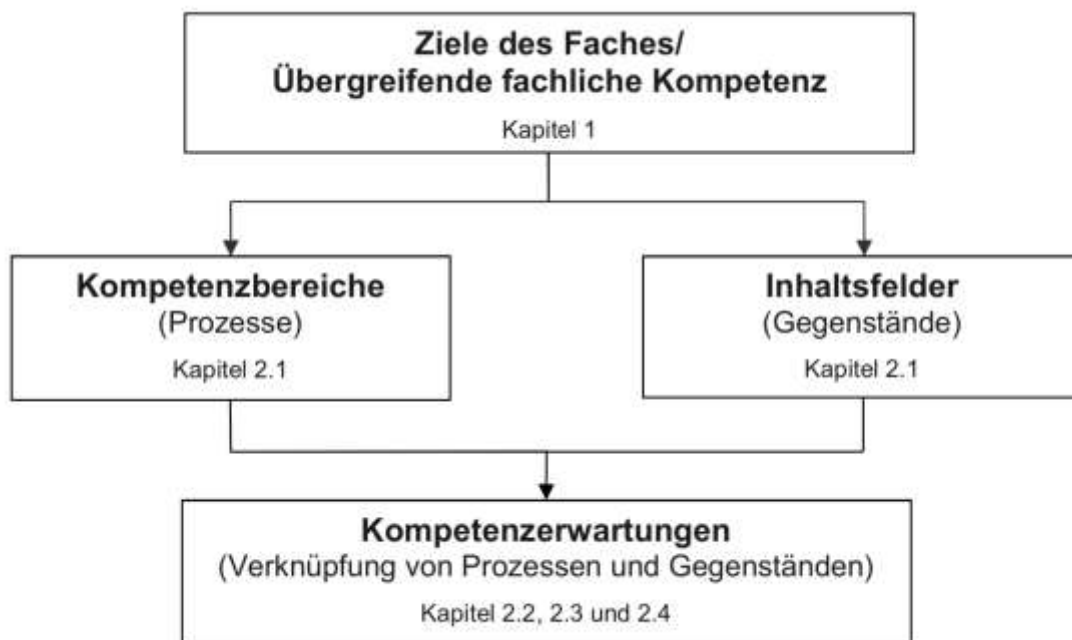 Ziele des Faches/
Übergreifende fachliche Kompetenz
Kapitel 1
Kompetenzbereiche
(Prozesse)
Kapitel 2.1
Inhaltsfelder
(Gegenstände)
Kapitel 2.1
Kompetenzerwartungen
(Verknüpfung von Prozessen und Gegenständen)
Kapitel 2.2, 2.3 und 2.4